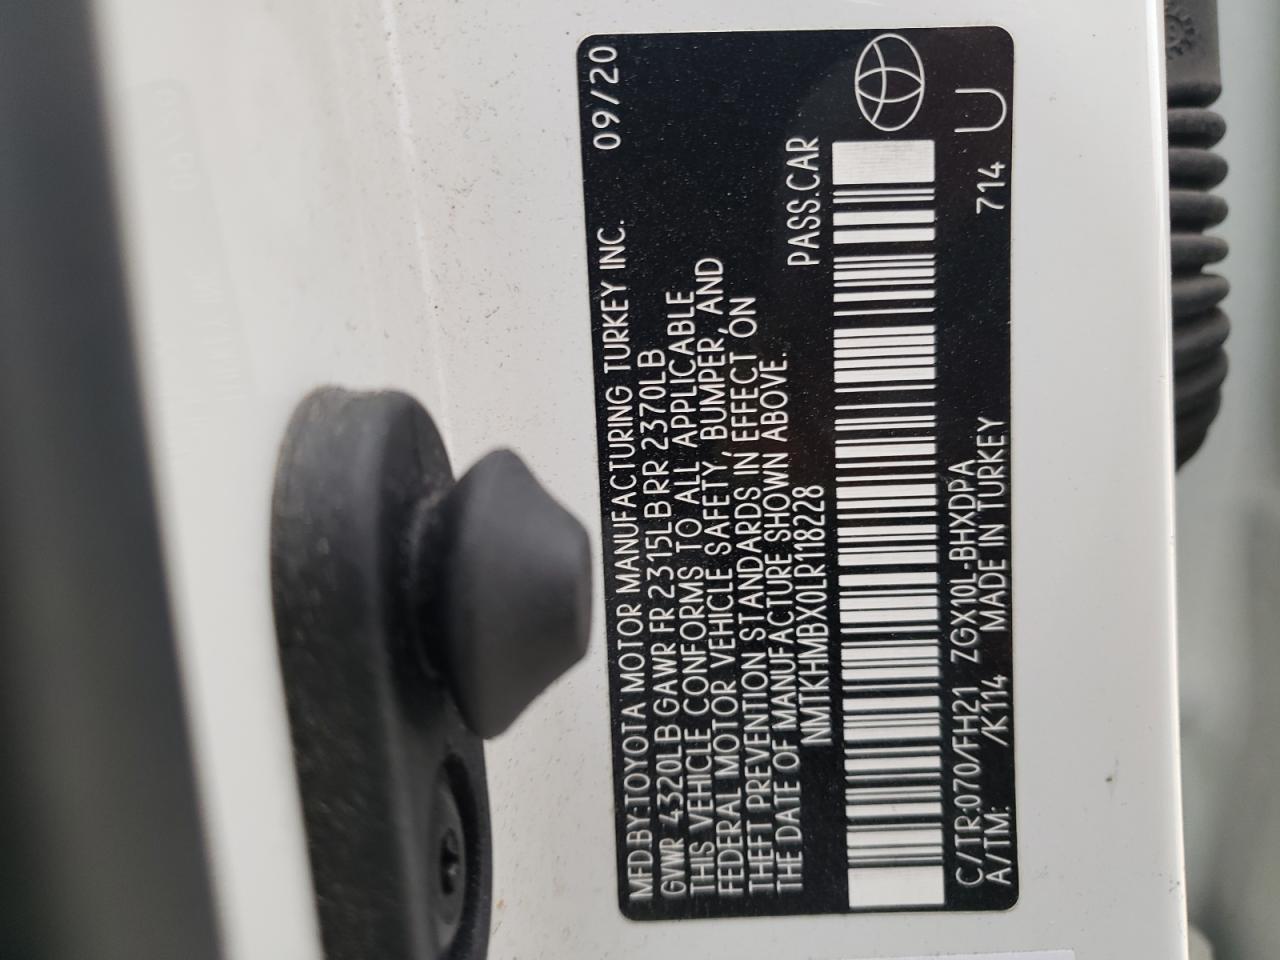 MFD.BY:TOYOTA MOTOR MANUFACTURING TURKEY INC. 09/20
GVWR 4320LB GAWR FR 2315LB RR 2370LB
THIS VEHICLE CONFORMS TO ALL APPLICABLE
FEDERAL MOTOR VEHICLE SAFETY, BUMPER, AND
THEFT PREVENTION STANDARDS IN EFFECT ON
THE DATE OF MANUFACTURE SHOWN ABOVE.
NMTKHMBX0LR118228 PASS.CAR
C/TR:070/FH21 ZGX10L-BHXDPA
A/TM: /K114 MADE IN TURKEY 714 U